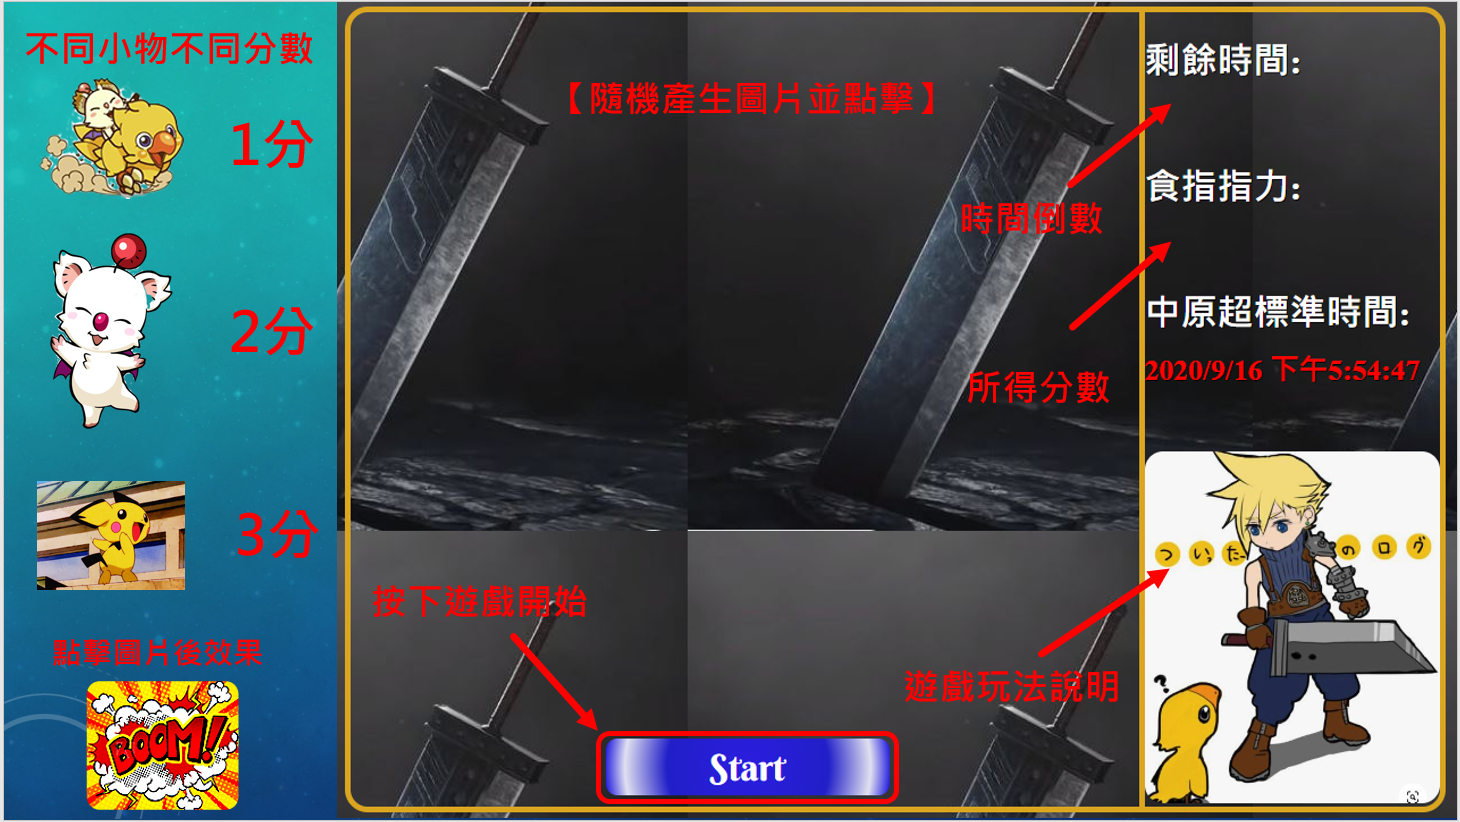 不同小物不同分數
1分
2分
3分
點擊圖片後效果
BOOM!
【隨機產生圖片並點擊】
時間倒數
所得分數
按下遊戲開始
遊戲玩法說明
Start
剩餘時間:
食指指力:
中原超標準時間:
2020/9/16 下午5:54:47
ついたのログ
?